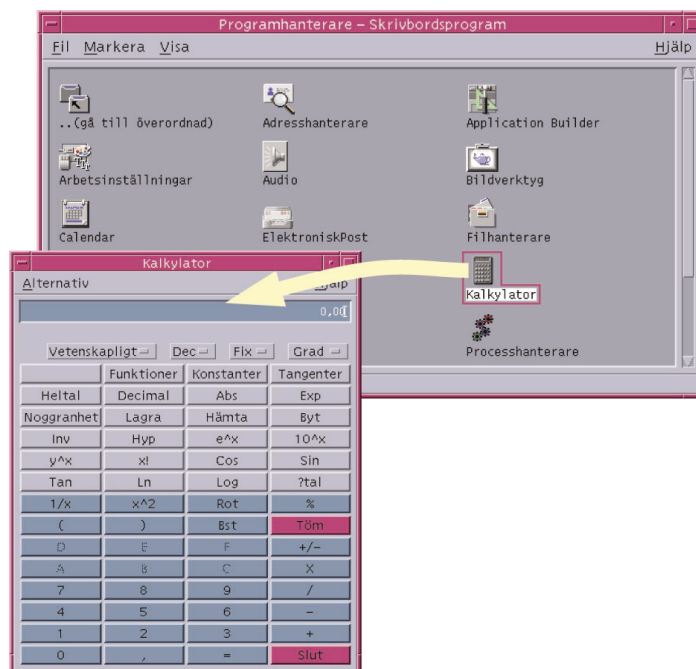 Programhanterare – Skrivbordsprogram
Fil Markera Visa Hjälp
..(gå till överordnad) Adresshanterare Application Builder
Arbetsinställningar Audio Bildverktyg
Calendar ElektroniskPost Filhanterare
Kalkylator
Processhanterare
Kalkylator
Alternativ
0,00
Vetenskapligt Dec Fix Grad
Funktioner Konstanter Tangenter
Heltal Decimal Abs Exp
Noggranhet Lagra Hämta Byt
Inv Hyp e^x 10^x
y^x x! Cos Sin
Tan Ln Log ?tal
1/x x^2 Rot %
( ) Bst Töm
D E F +/-
A B C X
7 8 9 /
4 5 6 -
1 2 3 +
0 , = Slut